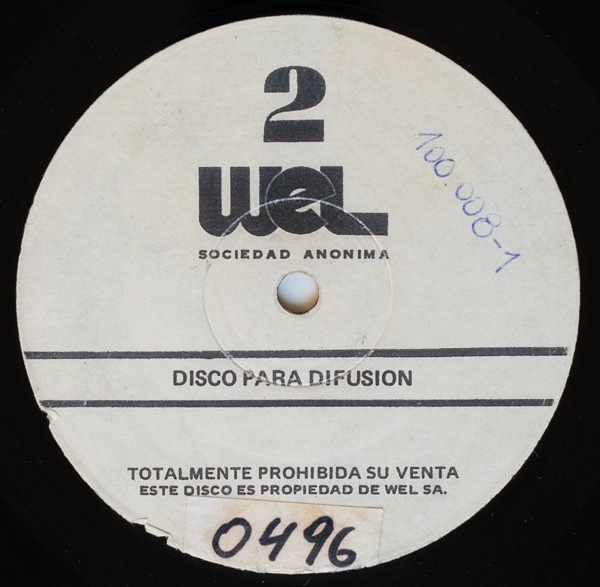 2
WEL
SOCIEDAD ANONIMA
100.008-1
DISCO PARA DIFUSION
TOTALMENTE PROHIBIDA SU VENTA
ESTE DISCO ES PROPIEDAD DE WEL SA.
0496